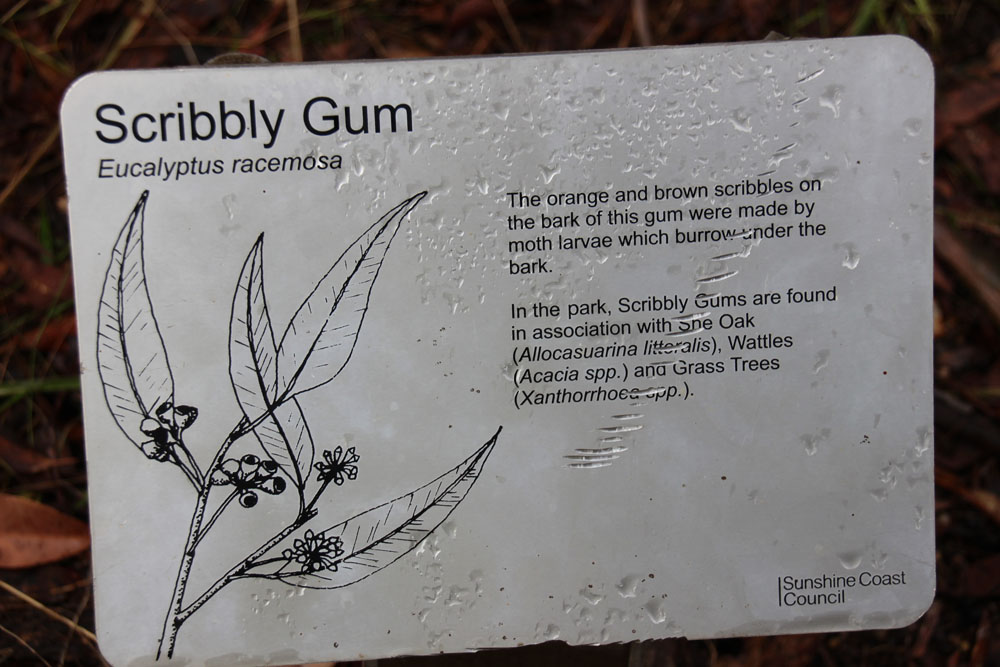 Scribbly Gum
Eucalyptus racemosa
The orange and brown scribbles on
the bark of this gum were made by
moth larvae which burrow under the
bark.
In the park, Scribbly Gums are found
in association with She Oak
(Allocasuarina littoralis), Wattles
(Acacia spp.) and Grass Trees
(Xanthorrhoea spp.).
Sunshine Coast
Council